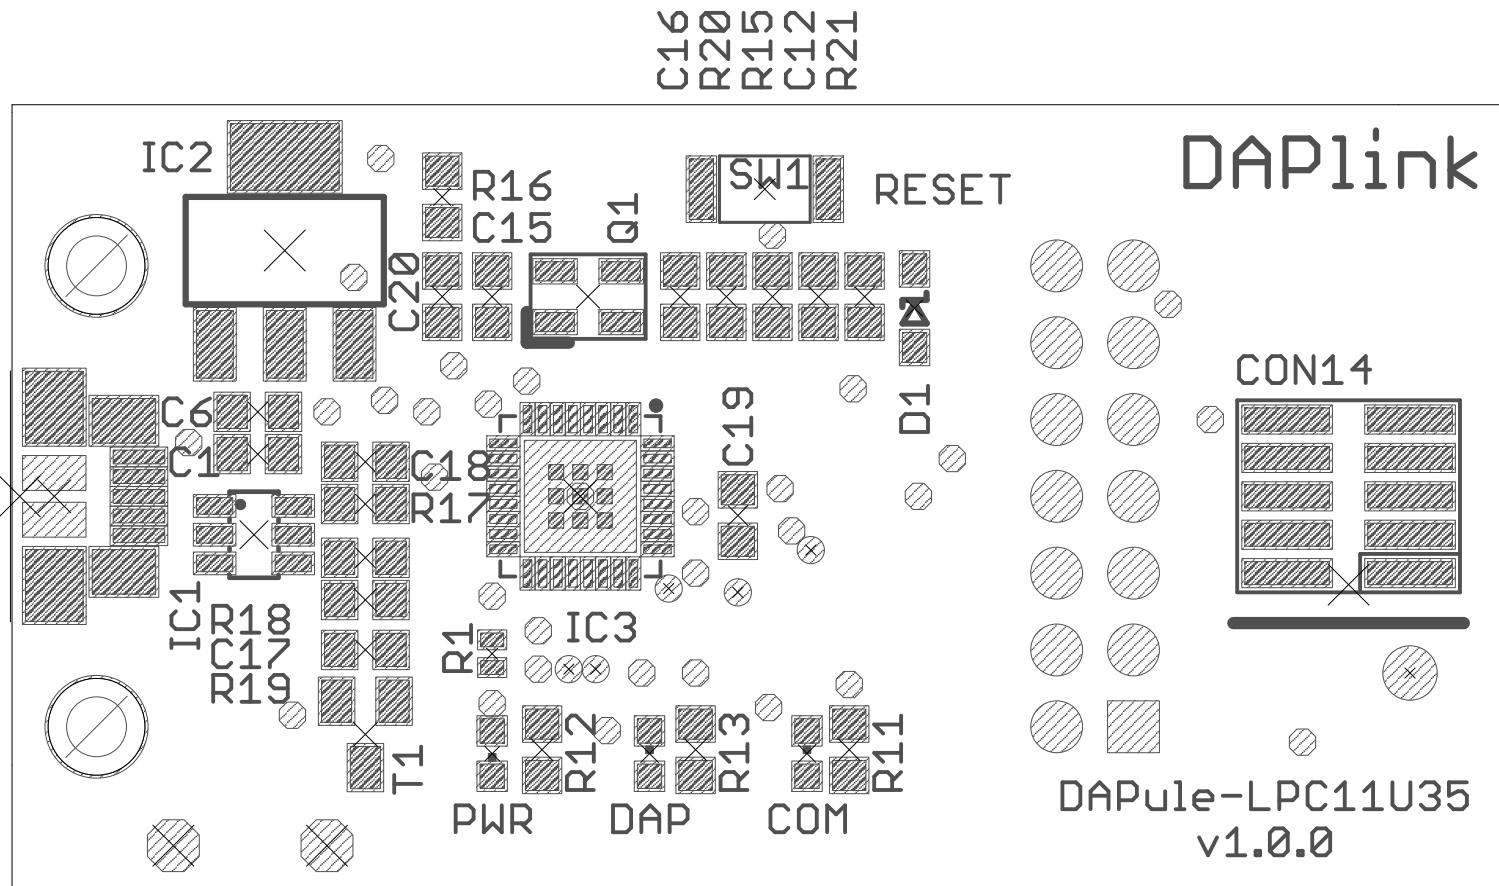 C16
R20
R15
C12
R21
IC2
R16
C15
Q1
SW1
RESET
DAPlink
C20
D1
CON14
C6
C1
C18
R17
C19
IC1
R18
C17
R19
R1
IC3
T1
R12
R13
R11
PWR
DAP
COM
DAPule-LPC11U35
v1.0.0